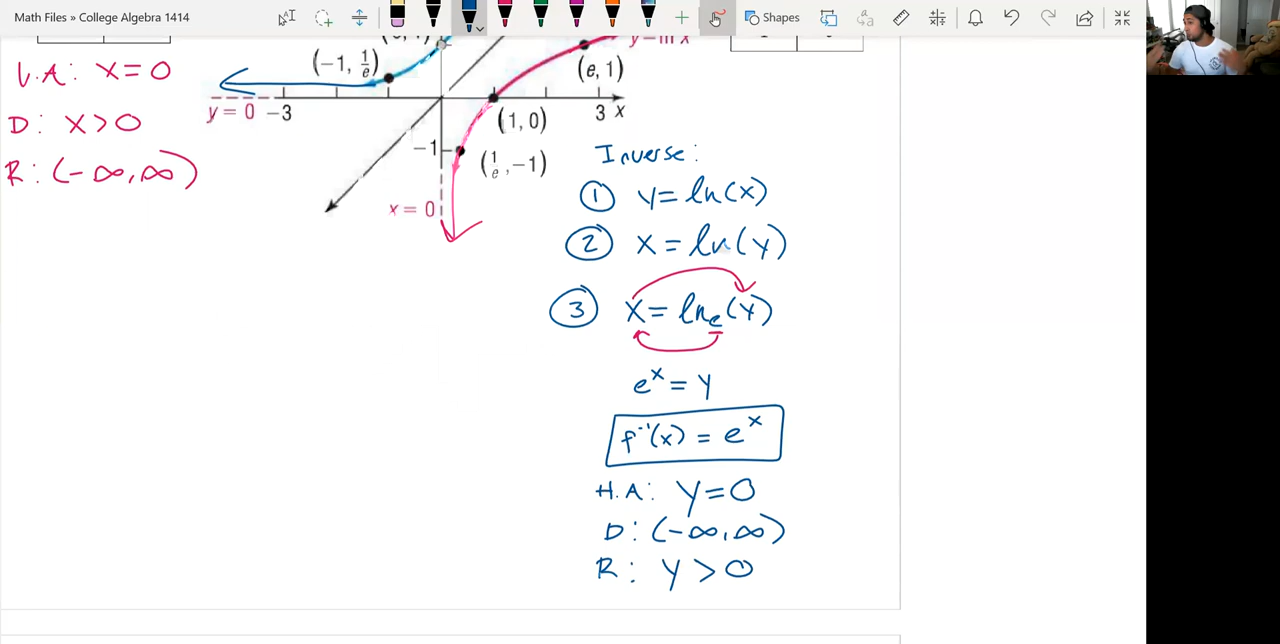 Math Files » College Algebra 1414
Shapes
V.A: X=0
D: X>0
R: (-∞,∞)
(-1, 1/e)
y = 0
-3
(e, 1)
(1, 0)
3 x
-1
(1/e, -1)
x = 0
Inverse:
① y = ln(x)
② x = ln(y)
③ x = lnₑ(y)
eˣ = y
f⁻¹(x) = eˣ
H.A: y=0
D: (-∞,∞)
R: y > 0